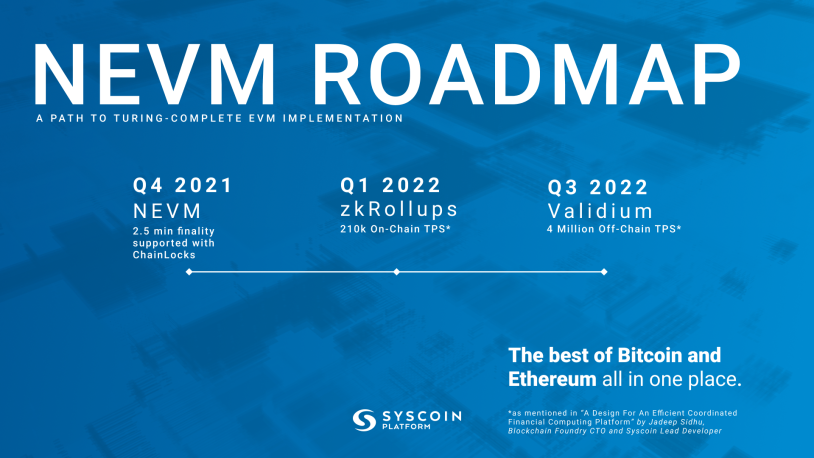 NEVM ROADMAP
A PATH TO TURING-COMPLETE EVM IMPLEMENTATION
Q4 2021
NEVM
2.5 min finality
supported with
ChainLocks
Q1 2022
zkRollups
210k On-Chain TPS*
Q3 2022
Validium
4 Million Off-Chain TPS*
The best of Bitcoin and
Ethereum all in one place.
SYSCOIN
PLATFORM
*as mentioned in "A Design For An Efficient Coordinated
Financial Computing Platform" by Jadeep Sidhu,
Blockchain Foundry CTO and Syscoin Lead Developer